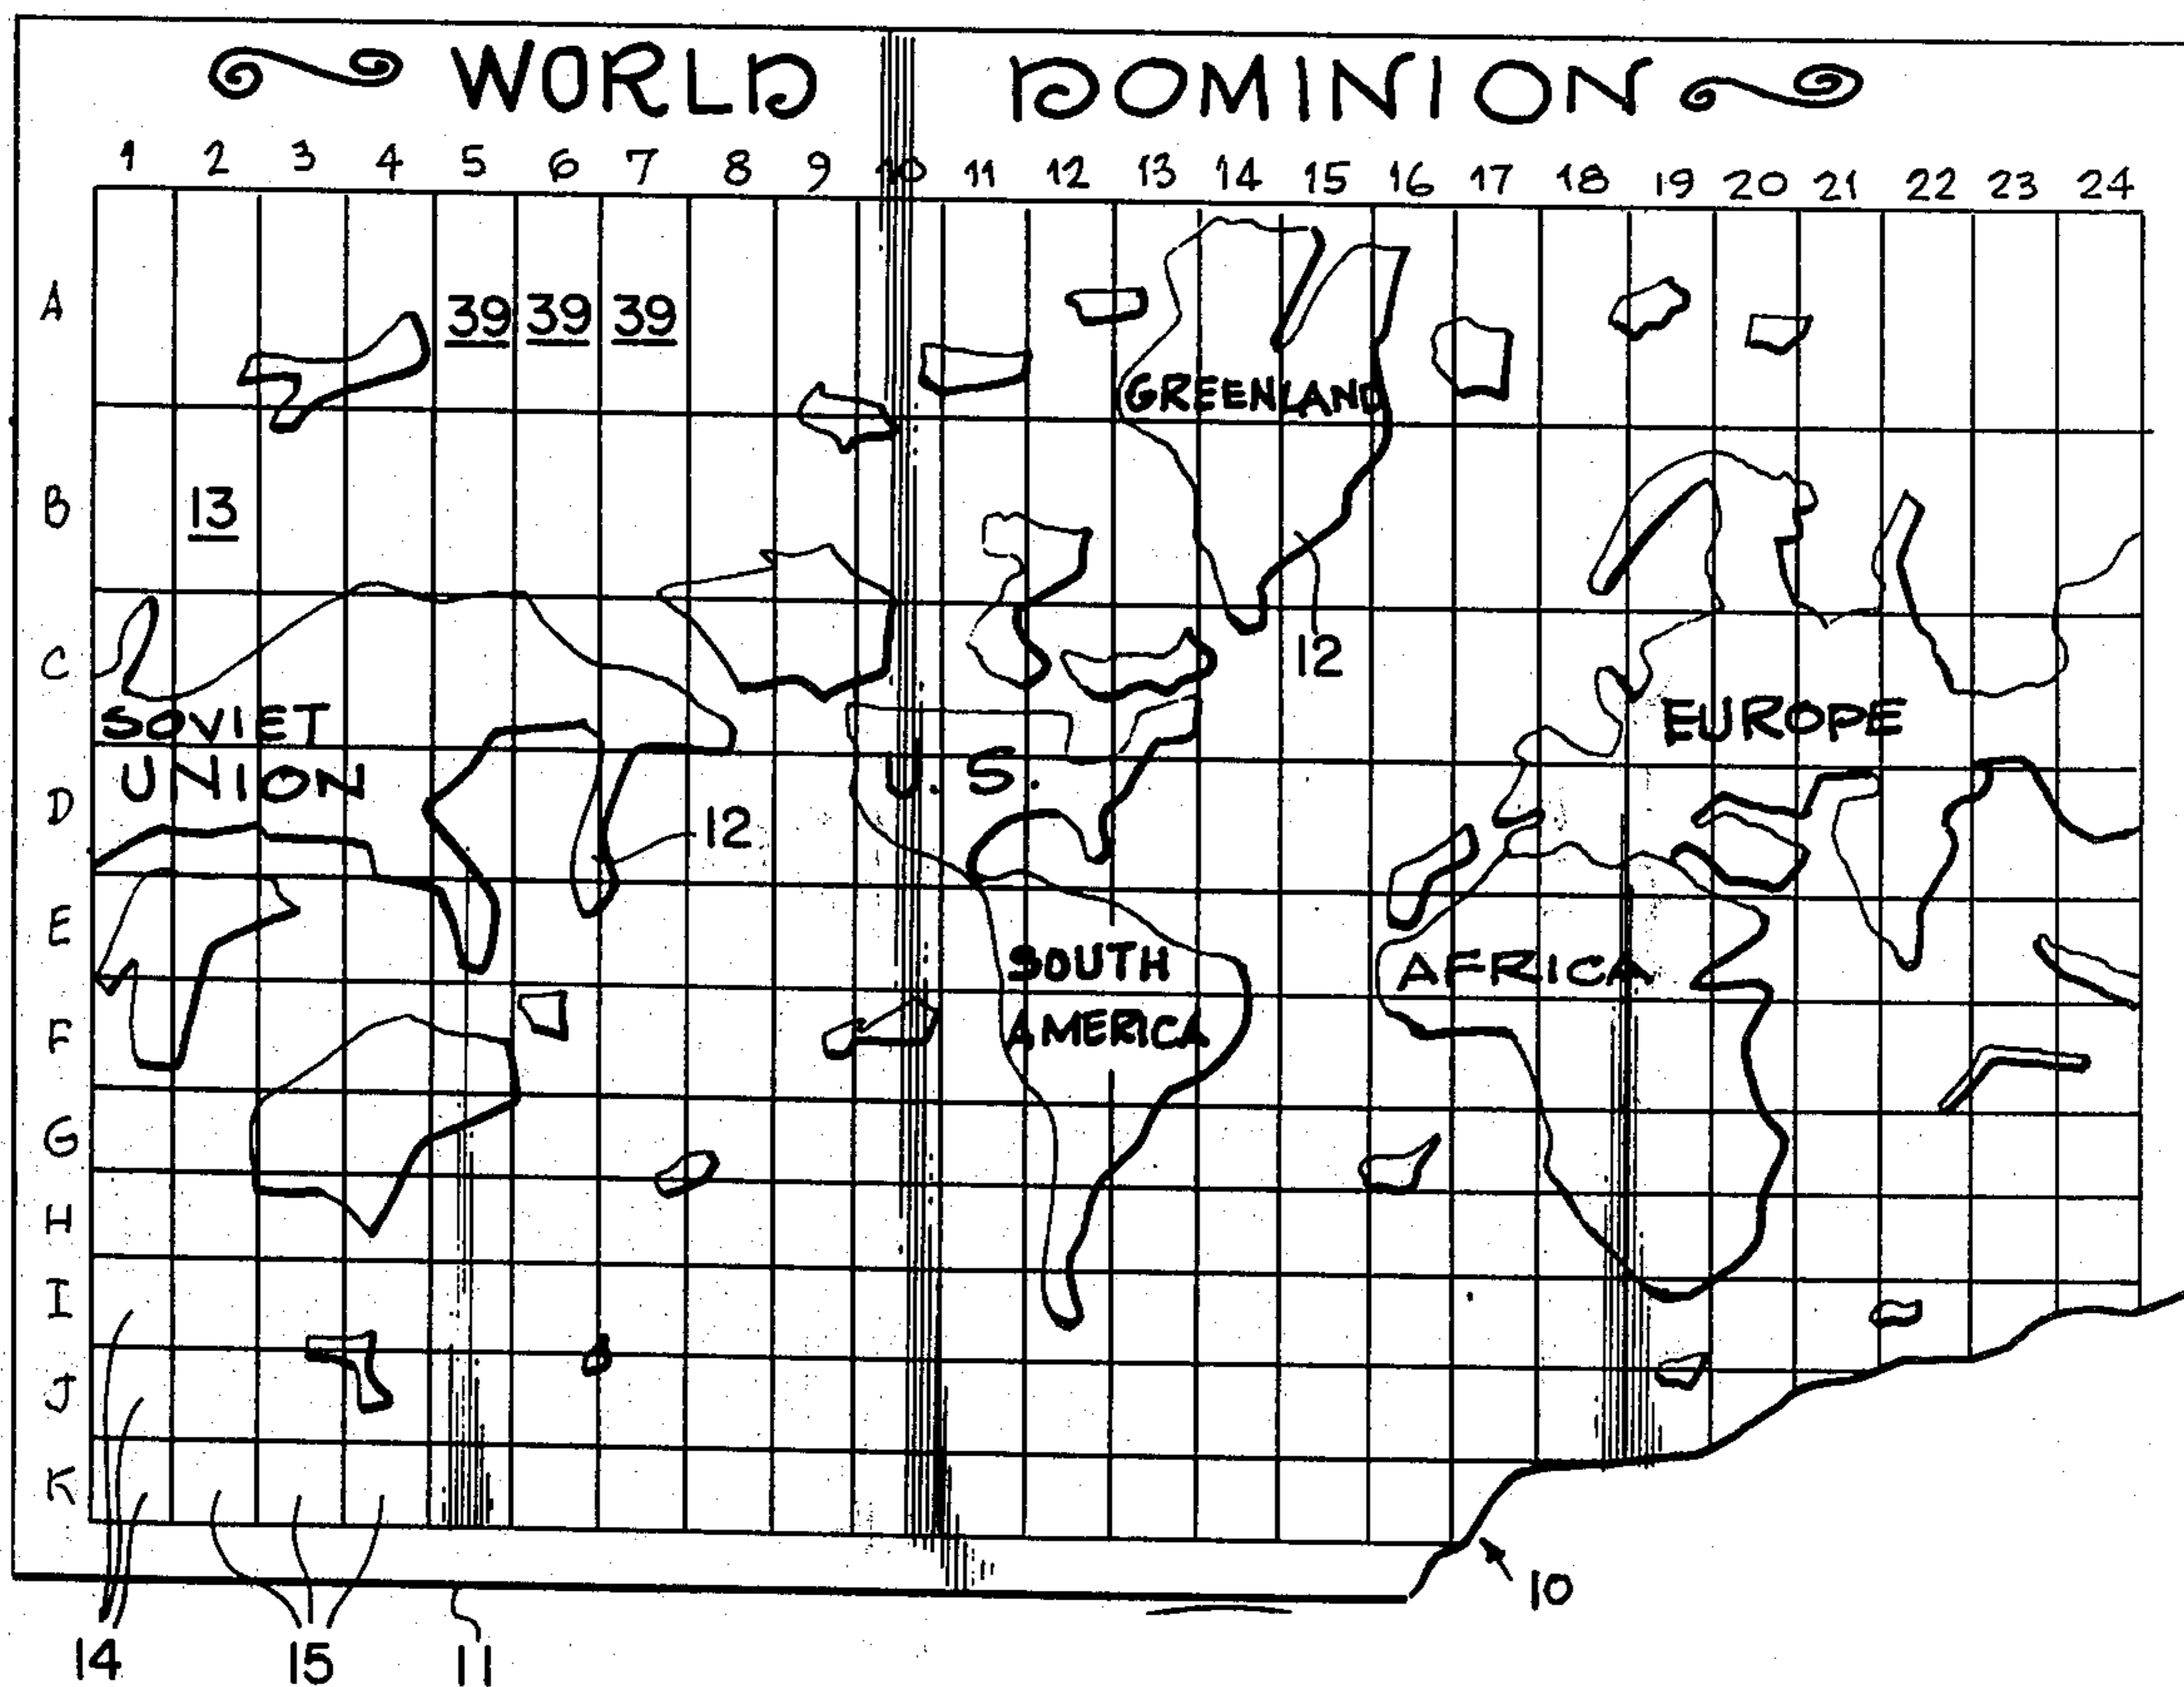 WORLD DOMINION
1 2 3 4 5 6 7 8 9 10 11 12 13 14 15 16 17 18 19 20 21 22 23 24
A
39 39 39
GREENLAND
B
13
C
12
SOVIET
UNION
EUROPE
U. S.
D
12
E
SOUTH
AMERICA
AFRICA
F
G
H
I
J
K
10
14
15
11